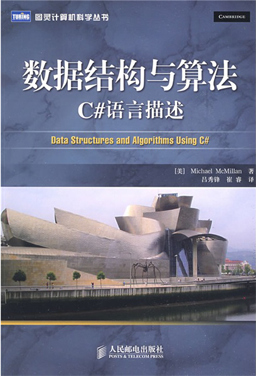 TURING 图灵计算机科学丛书 CAMBRIDGE
数据结构与算法
C#语言描述
Data Structures and Algorithms Using C#
[美] Michael McMillan 著
吕秀锋 崔睿 译
人民邮电出版社
POSTS & TELECOM PRESS